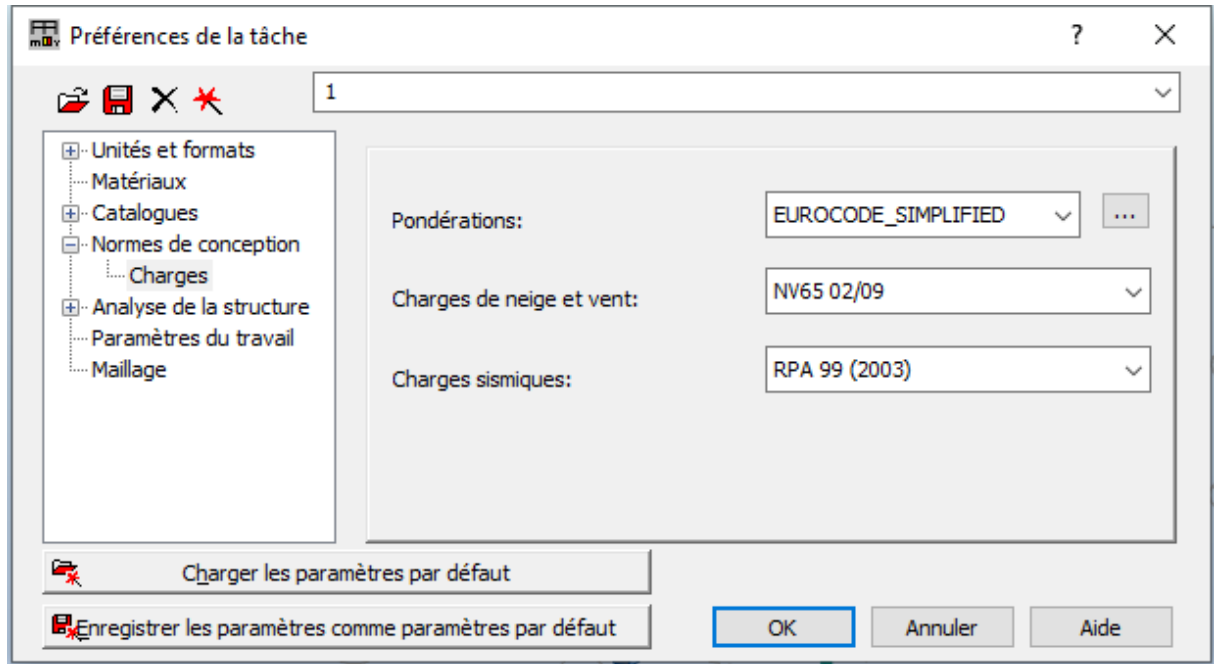 Préférences de la tâche
?
1
Unités et formats
Matériaux
Catalogues
Normes de conception
Charges
Analyse de la structure
Paramètres du travail
Maillage
Pondérations:
EUROCODE_SIMPLIFIED
...
Charges de neige et vent:
NV65 02/09
Charges sismiques:
RPA 99 (2003)
Charger les paramètres par défaut
Enregistrer les paramètres comme paramètres par défaut
OK
Annuler
Aide